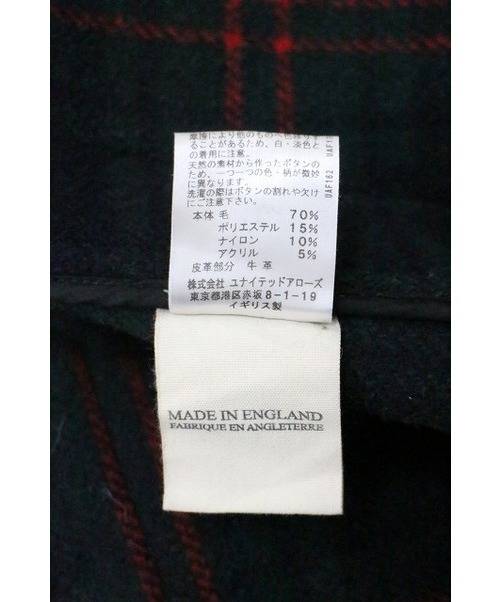 摩擦により他のものへ色移りす
ることがあるため、白・淡色と
の着用に注意。
天然の素材から作ったボタンの
ため、一つ一つの色・柄が微妙
に異なります。
洗濯の際はボタンの割れや欠け
にご注意下さい。
本体 毛 70%
ポリエステル 15%
ナイロン 10%
アクリル 5%
皮革部分 牛革
株式会社 ユナイテッドアローズ
東京都港区赤坂8-1-19
イギリス製
UAF162
MADE IN ENGLAND
FABRIQUE EN ANGLETERRE